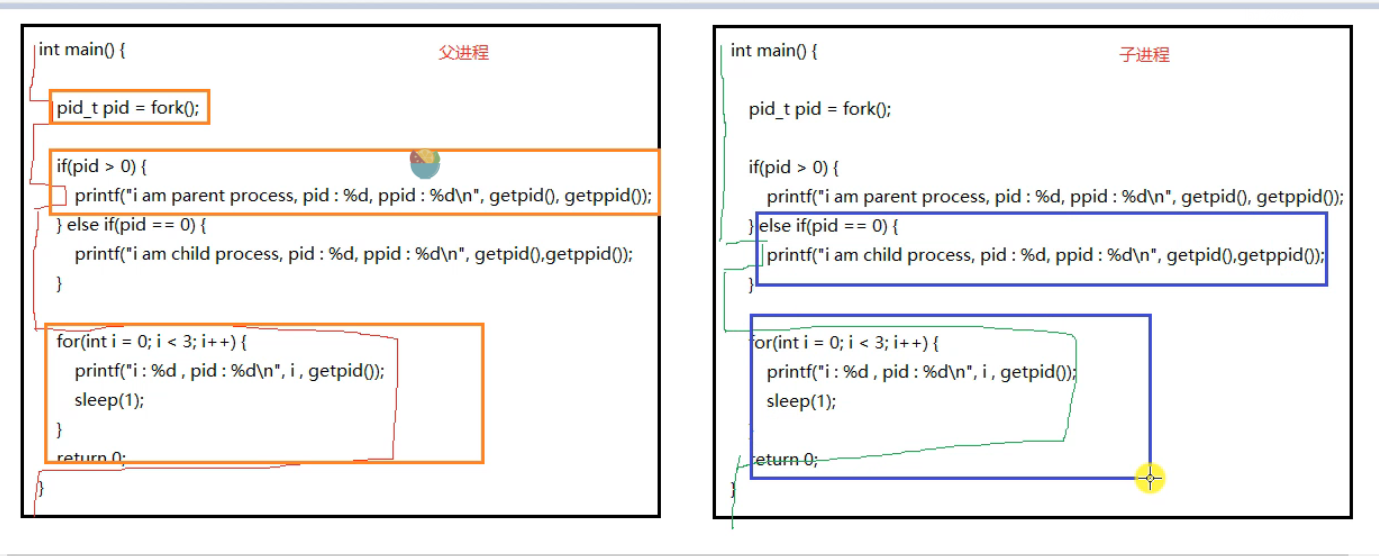 int main() {
父进程
pid_t pid = fork();
if(pid > 0) {
printf("i am parent process, pid : %d, ppid : %d\n", getpid(), getppid());
} else if(pid == 0) {
printf("i am child process, pid : %d, ppid : %d\n", getpid(),getppid());
}
for(int i = 0; i < 3; i++) {
printf("i : %d , pid : %d\n", i , getpid());
sleep(1);
}
return 0;
}
int main() {
子进程
pid_t pid = fork();
if(pid > 0) {
printf("i am parent process, pid : %d, ppid : %d\n", getpid(), getppid());
} else if(pid == 0) {
printf("i am child process, pid : %d, ppid : %d\n", getpid(),getppid());
}
for(int i = 0; i < 3; i++) {
printf("i : %d , pid : %d\n", i , getpid());
sleep(1);
}
return 0;
}